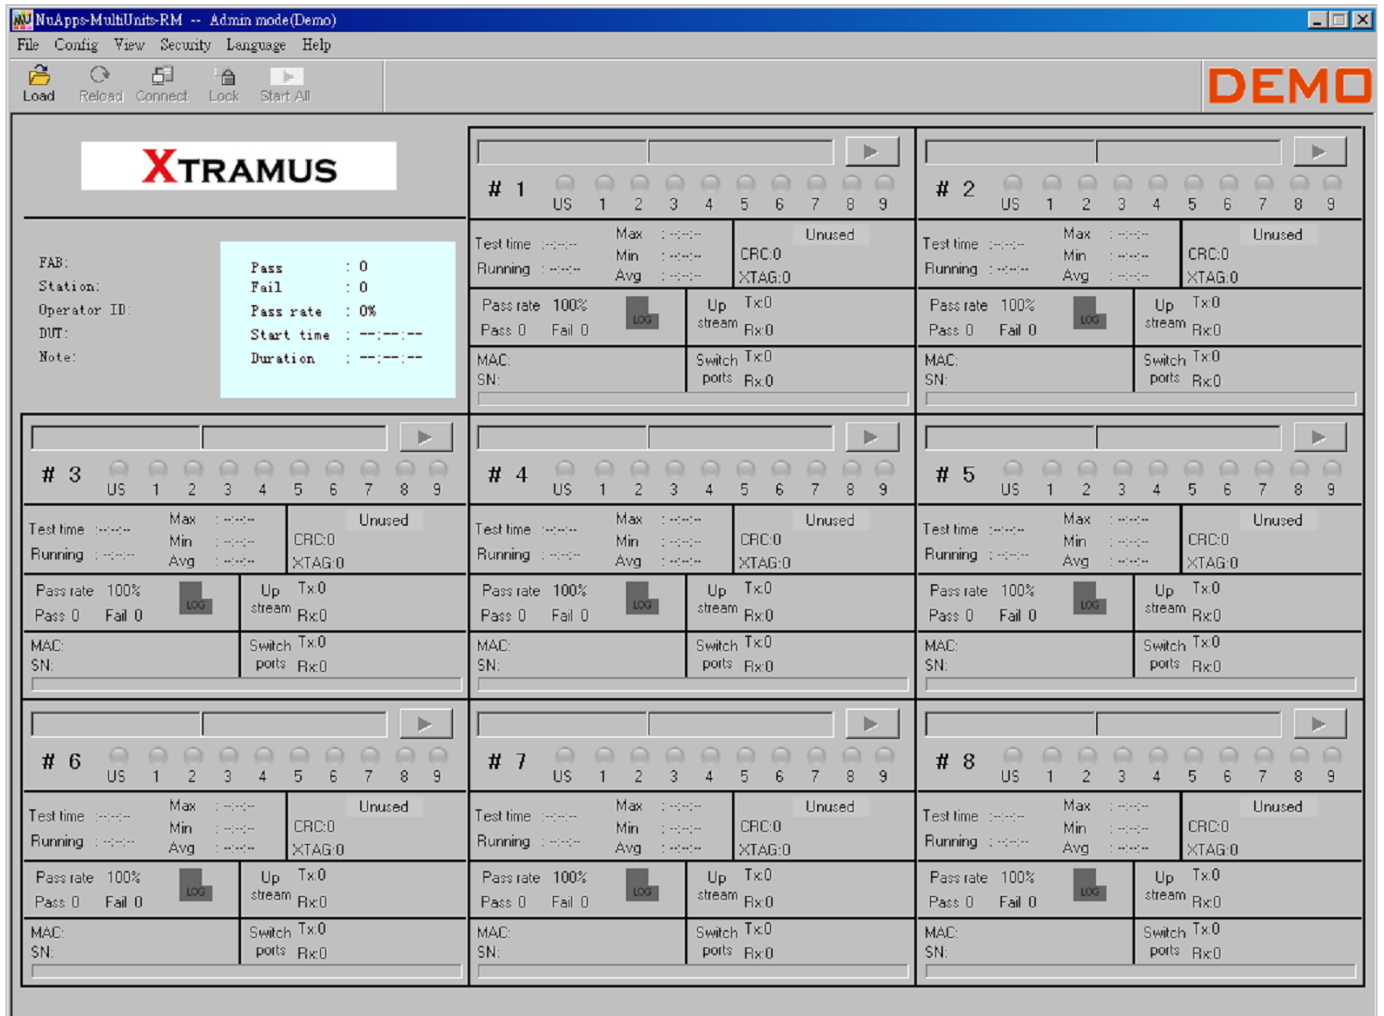 NuApps-MultiUnits-RM -- Admin mode(Demo)
File Config View Security Language Help
Load Reload Connect Lock Start All
DEMO
XTRAMUS
FAB:
Station:
Operator ID:
DUT:
Note:
Pass : 0
Fail : 0
Pass rate : 0%
Start time : --:--:--
Duration : --:--:--
# 1 US 1 2 3 4 5 6 7 8 9
Test time :--:--:-- Max :--:--:-- Unused
Min :--:--:-- CRC:0
Running :--:--:-- Avg :--:--:-- XTAG:0
Pass rate 100% LOG Up stream Tx:0
Pass 0 Fail 0 Rx:0
MAC: Switch ports Tx:0
SN: Rx:0
# 2 US 1 2 3 4 5 6 7 8 9
Test time :--:--:-- Max :--:--:-- Unused
Min :--:--:-- CRC:0
Running :--:--:-- Avg :--:--:-- XTAG:0
Pass rate 100% LOG Up stream Tx:0
Pass 0 Fail 0 Rx:0
MAC: Switch ports Tx:0
SN: Rx:0
# 3 US 1 2 3 4 5 6 7 8 9
Test time :--:--:-- Max :--:--:-- Unused
Min :--:--:-- CRC:0
Running :--:--:-- Avg :--:--:-- XTAG:0
Pass rate 100% LOG Up stream Tx:0
Pass 0 Fail 0 Rx:0
MAC: Switch ports Tx:0
SN: Rx:0
# 4 US 1 2 3 4 5 6 7 8 9
Test time :--:--:-- Max :--:--:-- Unused
Min :--:--:-- CRC:0
Running :--:--:-- Avg :--:--:-- XTAG:0
Pass rate 100% LOG Up stream Tx:0
Pass 0 Fail 0 Rx:0
MAC: Switch ports Tx:0
SN: Rx:0
# 5 US 1 2 3 4 5 6 7 8 9
Test time :--:--:-- Max :--:--:-- Unused
Min :--:--:-- CRC:0
Running :--:--:-- Avg :--:--:-- XTAG:0
Pass rate 100% LOG Up stream Tx:0
Pass 0 Fail 0 Rx:0
MAC: Switch ports Tx:0
SN: Rx:0
# 6 US 1 2 3 4 5 6 7 8 9
Test time :--:--:-- Max :--:--:-- Unused
Min :--:--:-- CRC:0
Running :--:--:-- Avg :--:--:-- XTAG:0
Pass rate 100% LOG Up stream Tx:0
Pass 0 Fail 0 Rx:0
MAC: Switch ports Tx:0
SN: Rx:0
# 7 US 1 2 3 4 5 6 7 8 9
Test time :--:--:-- Max :--:--:-- Unused
Min :--:--:-- CRC:0
Running :--:--:-- Avg :--:--:-- XTAG:0
Pass rate 100% LOG Up stream Tx:0
Pass 0 Fail 0 Rx:0
MAC: Switch ports Tx:0
SN: Rx:0
# 8 US 1 2 3 4 5 6 7 8 9
Test time :--:--:-- Max :--:--:-- Unused
Min :--:--:-- CRC:0
Running :--:--:-- Avg :--:--:-- XTAG:0
Pass rate 100% LOG Up stream Tx:0
Pass 0 Fail 0 Rx:0
MAC: Switch ports Tx:0
SN: Rx:0